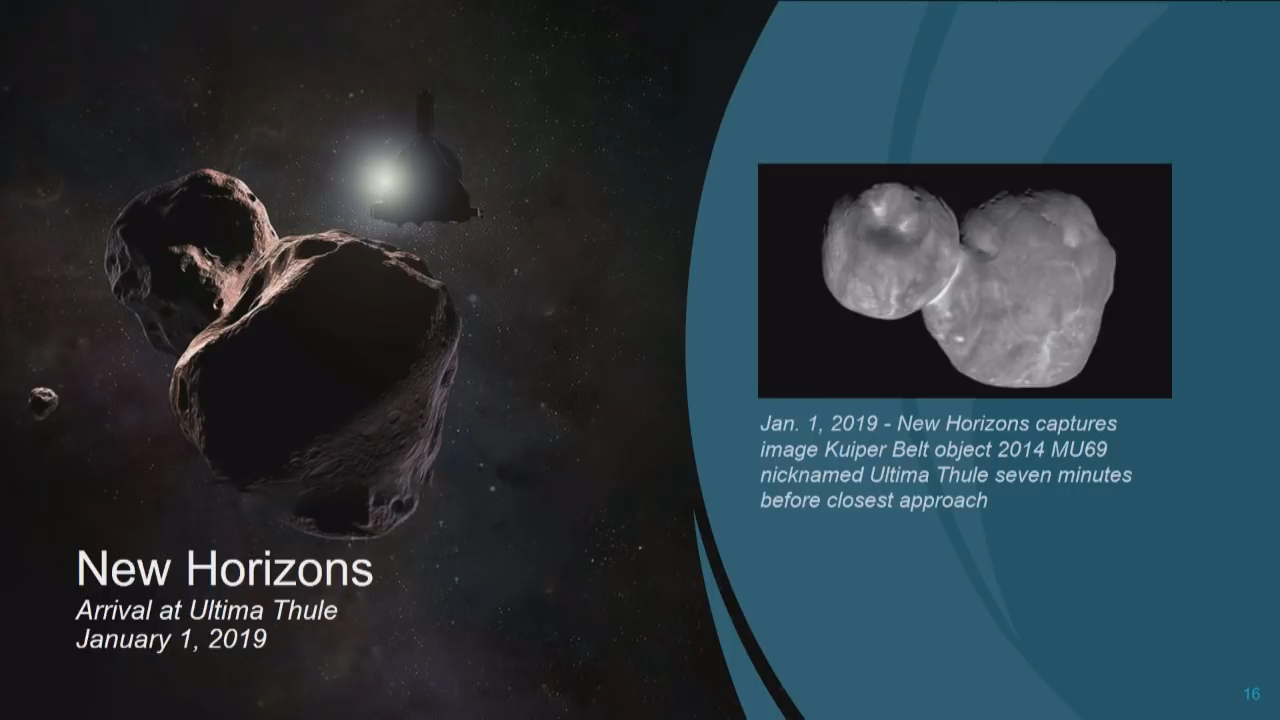 New Horizons
Arrival at Ultima Thule
January 1, 2019
Jan. 1, 2019 - New Horizons captures
image Kuiper Belt object 2014 MU69
nicknamed Ultima Thule seven minutes
before closest approach
16